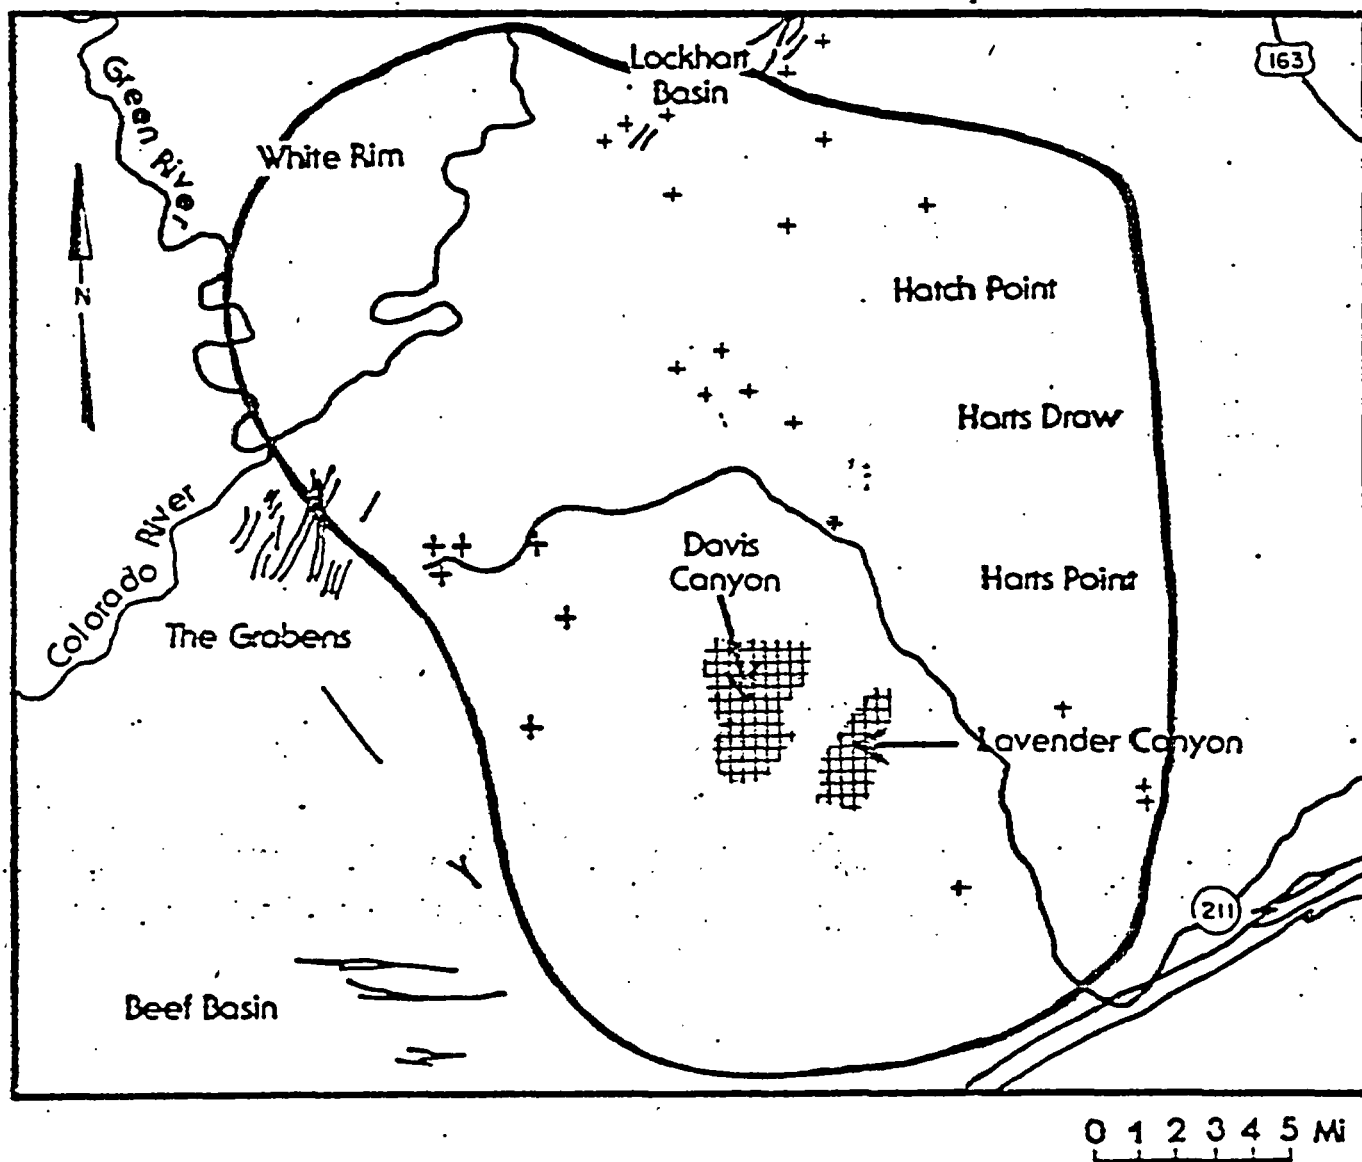 Lockhart
Basin
163
Green River
White Rim
N
Hatch Point
Harts Draw
Colorado River
Davis
Canyon
Harts Point
The Grabens
Lavender Canyon
211
Beef Basin
0 1 2 3 4 5 Mi